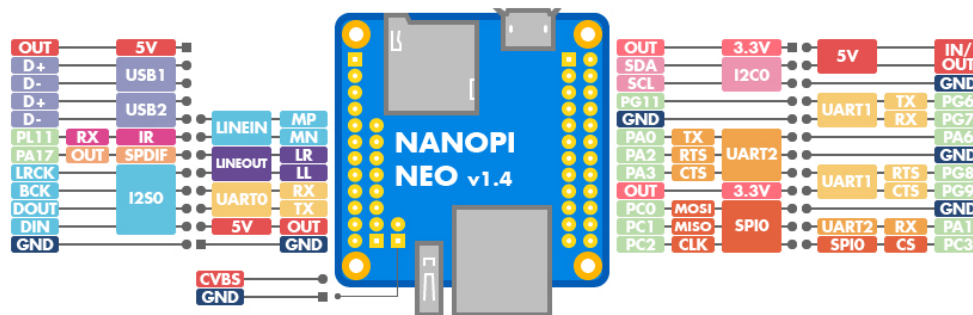 OUT 5V
D+ USB1
D-
D+ USB2
D-
PL11 RX IR
PA17 OUT SPDIF
LRCK I2S0
BCK
DOUT
DIN
GND
LINEIN MP
MN
LINEOUT LR
LL
UART0 RX
TX
5V OUT
GND
CVBS
GND
NANOPI
NEO v1.4
OUT 3.3V
SDA I2C0
SCL
PG11
GND
PA0 TX UART2
PA2 RTS
PA3 CTS
OUT 3.3V
PC0 MOSI SPI0
PC1 MISO
PC2 CLK
5V IN/
OUT
GND
UART1 TX PG6
RX PG7
PA6
GND
UART1 RTS PG8
CTS PG9
GND
UART2 RX PA1
SPI0 CS PC3